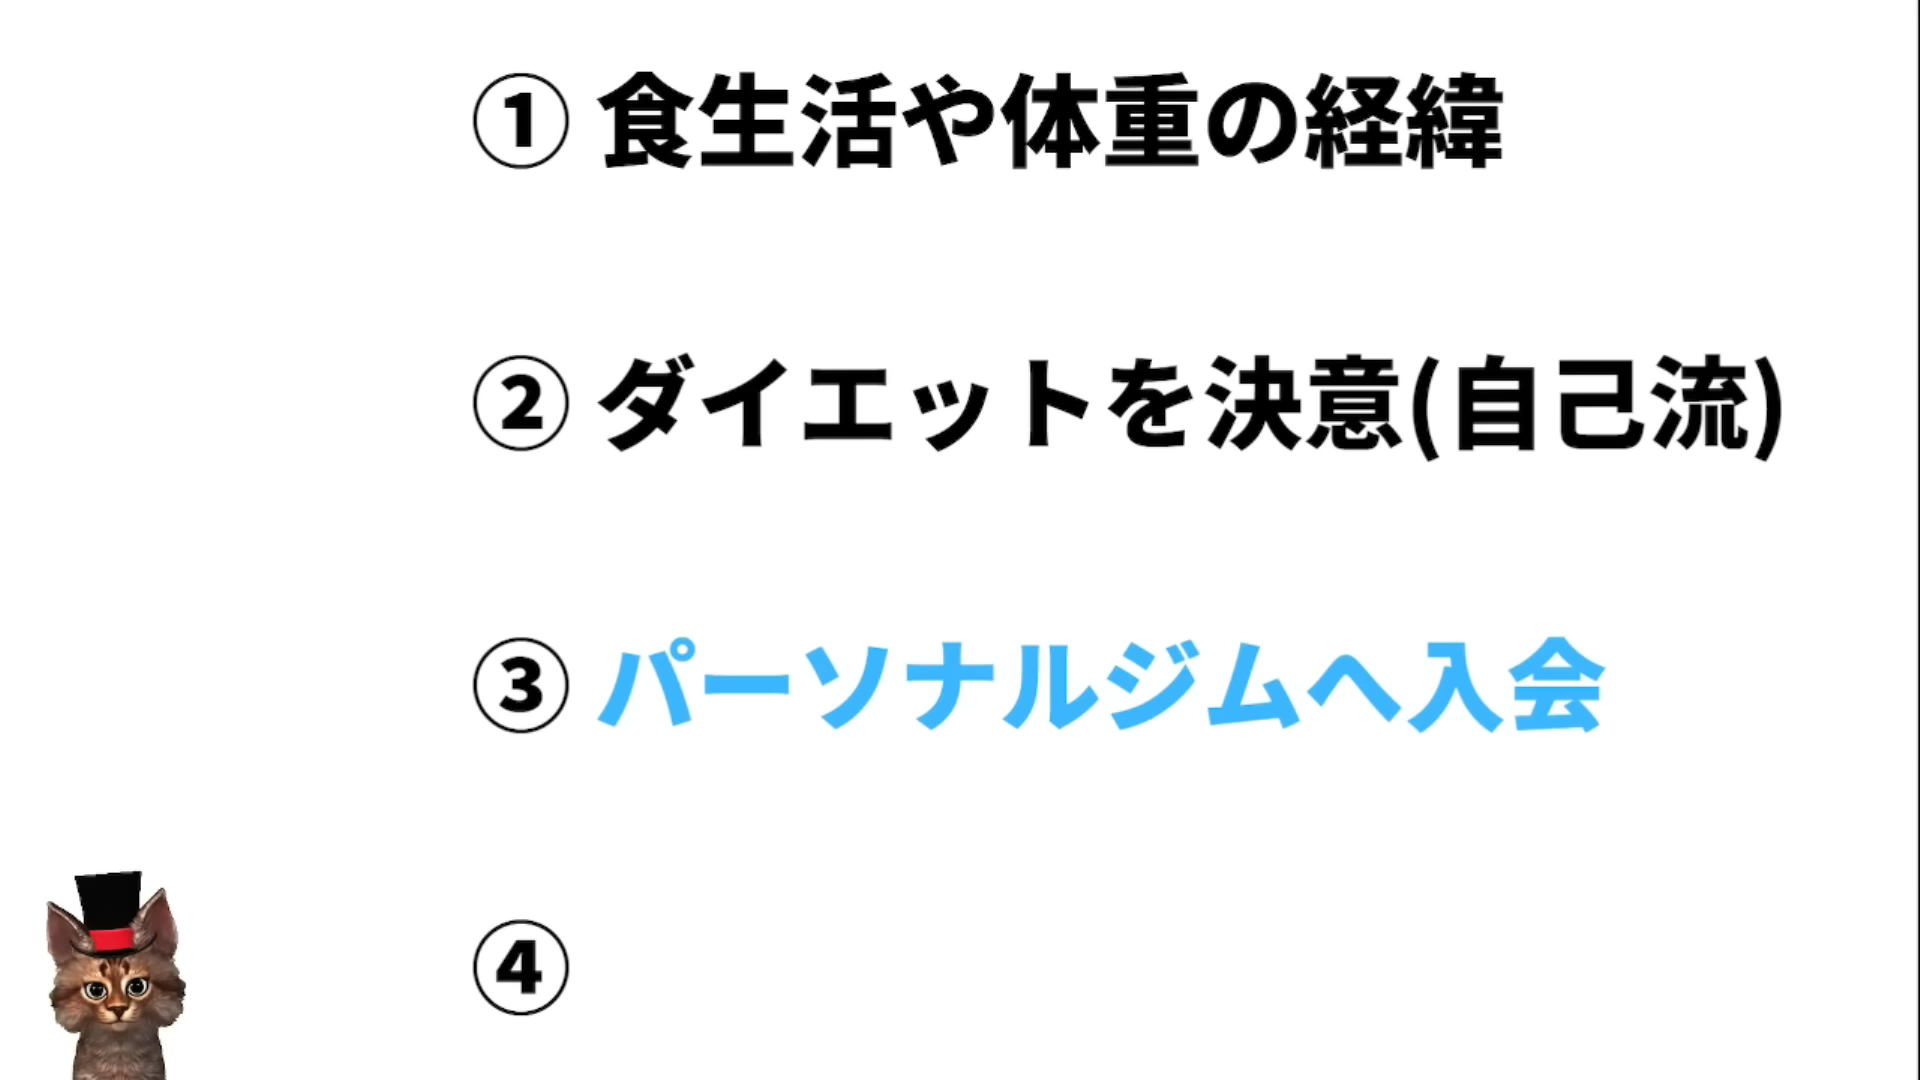 ① 食生活や体重の経緯
② ダイエットを決意(自己流)
③ パーソナルジムへ入会
④